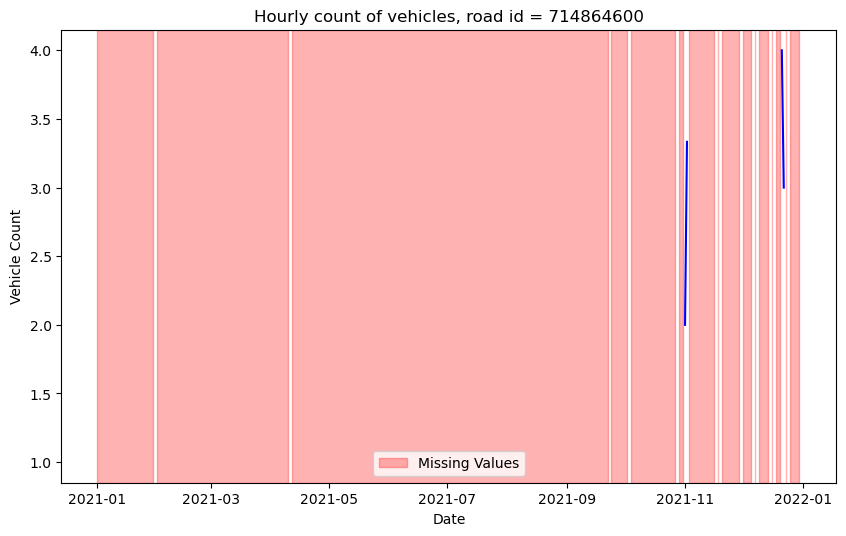 Hourly count of vehicles, road id = 714864600
Vehicle Count
4.0
3.5
3.0
2.5
2.0
1.5
1.0
Missing Values
2021-01 2021-03 2021-05 2021-07 2021-09 2021-11 2022-01
Date